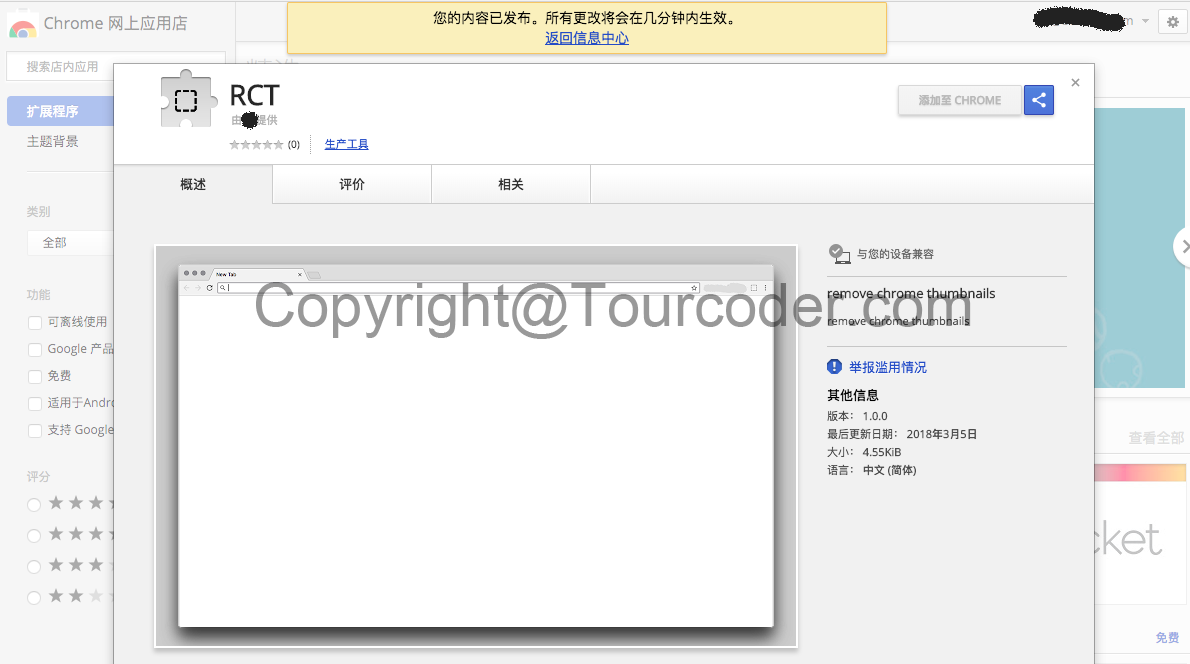 Chrome 网上应用店
您的内容已发布。所有更改将会在几分钟内生效。
返回信息中心
搜索店内应用
扩展程序
主题背景
类别
全部
功能
可离线使用
Google 产品
免费
适用于Andro
支持 Google
评分
RCT
由
提供
(0)
生产工具
添加至 CHROME
概述
评价
相关
New Tab
Copyright@Tourcoder.com
与您的设备兼容
remove chrome thumbnails
remove chrome thumbnails
举报滥用情况
其他信息
版本: 1.0.0
最后更新日期: 2018年3月5日
大小: 4.55KiB
语言: 中文 (简体)
查看全部
cket
免费